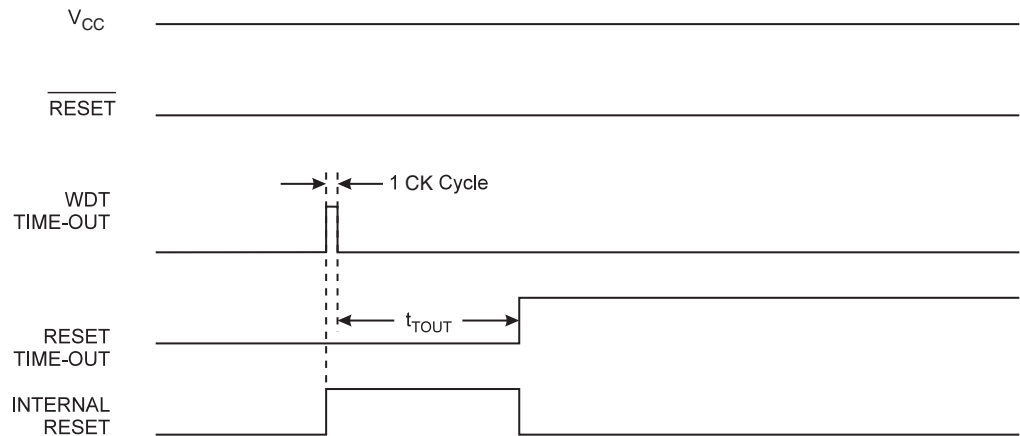 VCC
RESET
1 CK Cycle
WDT
TIME-OUT
tTOUT
RESET
TIME-OUT
INTERNAL
RESET